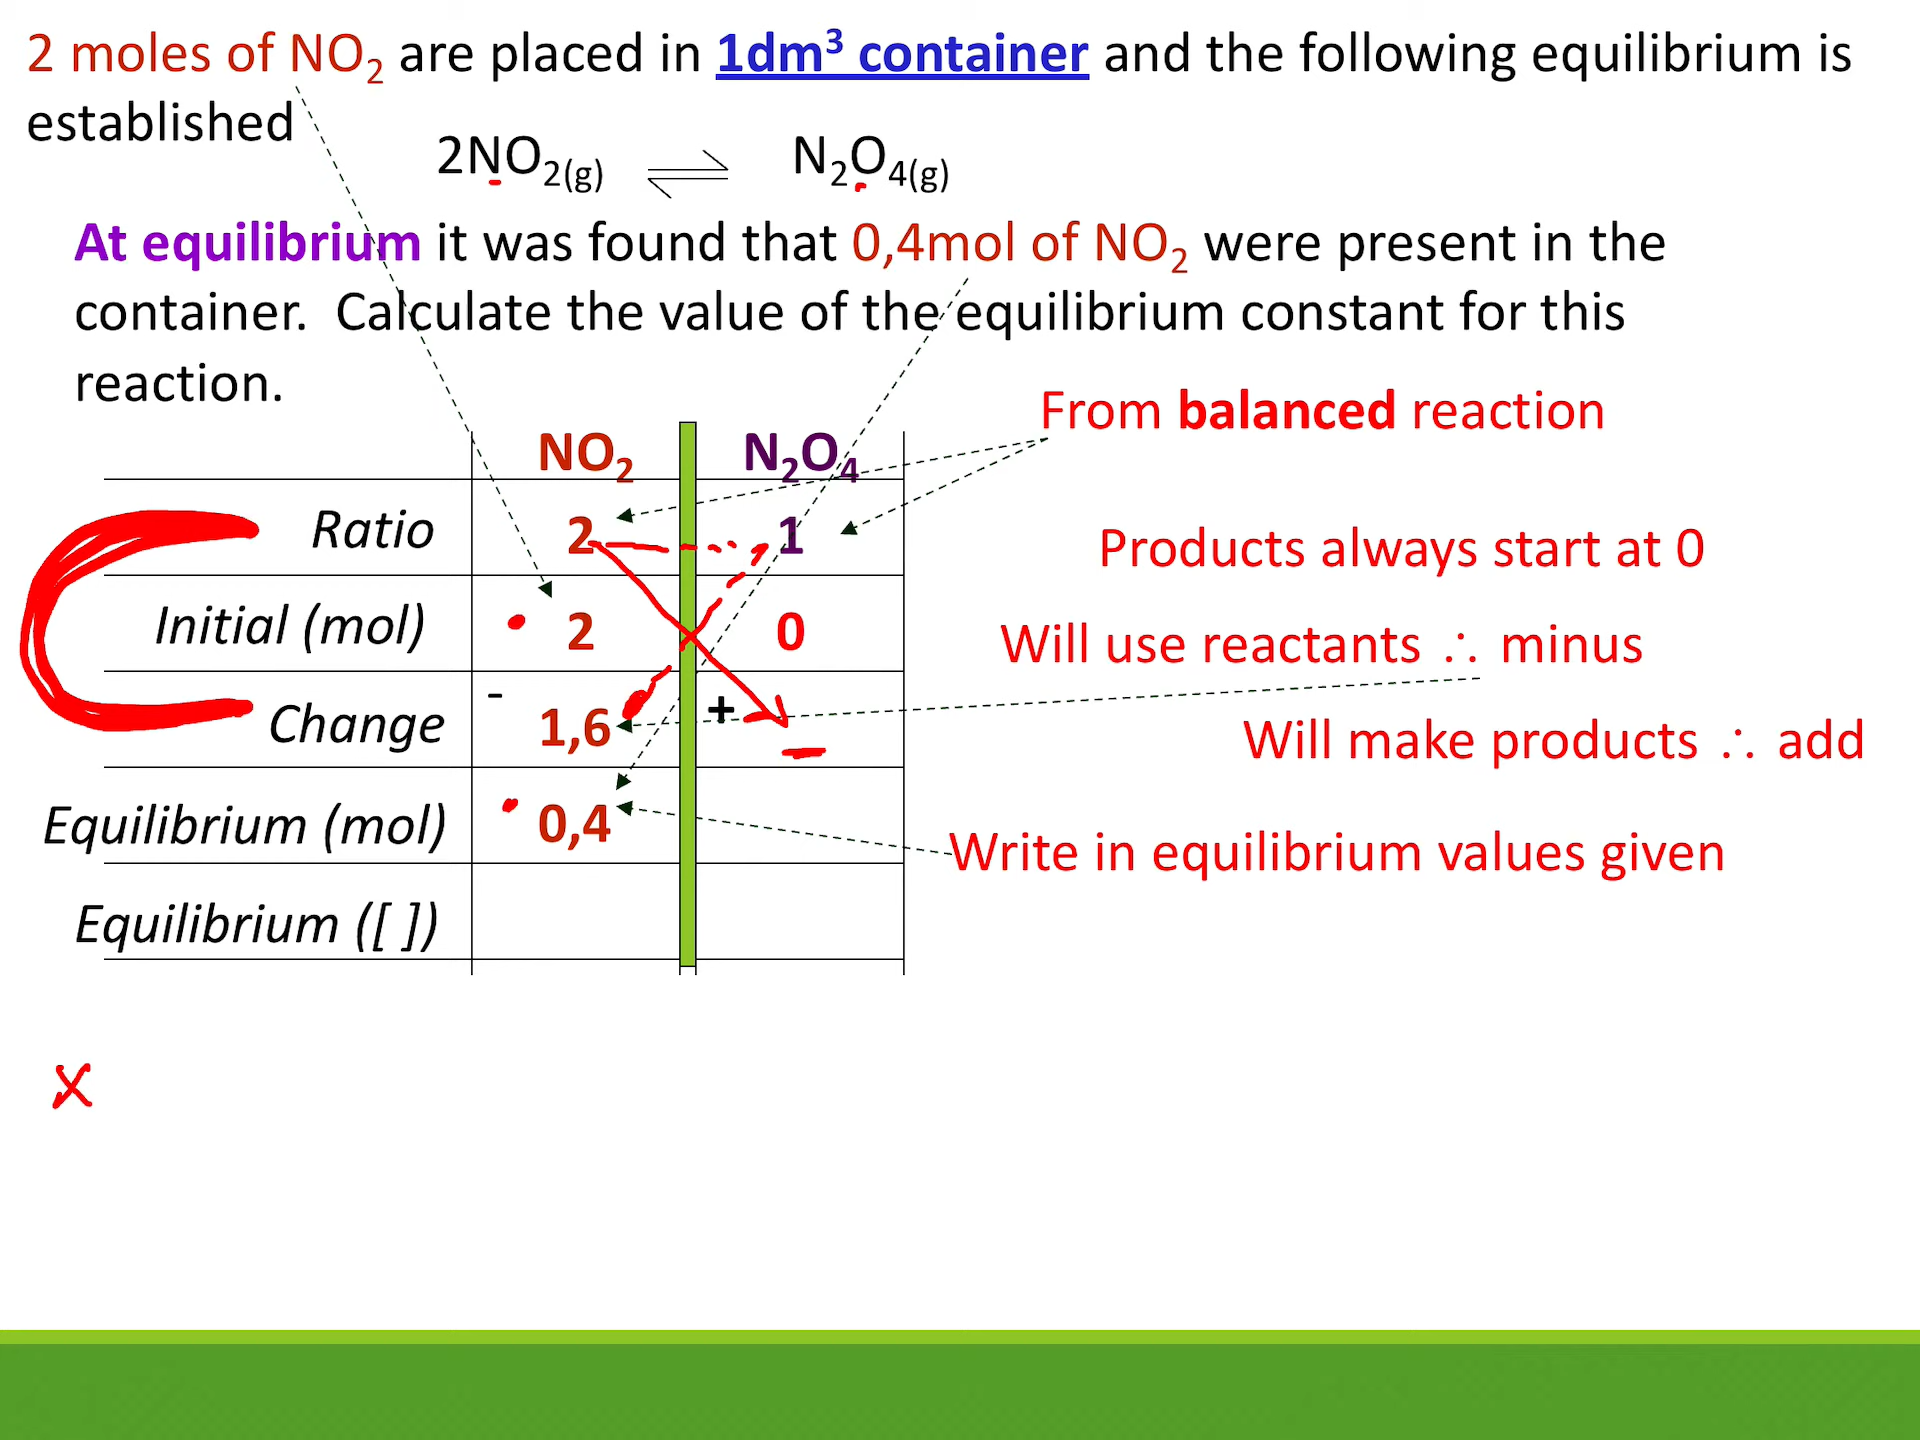 2 moles of NO₂ are placed in 1dm³ container and the following equilibrium is
established
2NO₂(g) ⇌ N₂O₄(g)
At equilibrium it was found that 0,4mol of NO₂ were present in the
container. Calculate the value of the equilibrium constant for this
reaction.
From balanced reaction
NO₂ N₂O₄
Ratio 2 1
Products always start at 0
Initial (mol) 2 0
Will use reactants ∴ minus
Change - 1,6 +
Will make products ∴ add
Equilibrium (mol) 0,4
Write in equilibrium values given
Equilibrium ([ ])
x